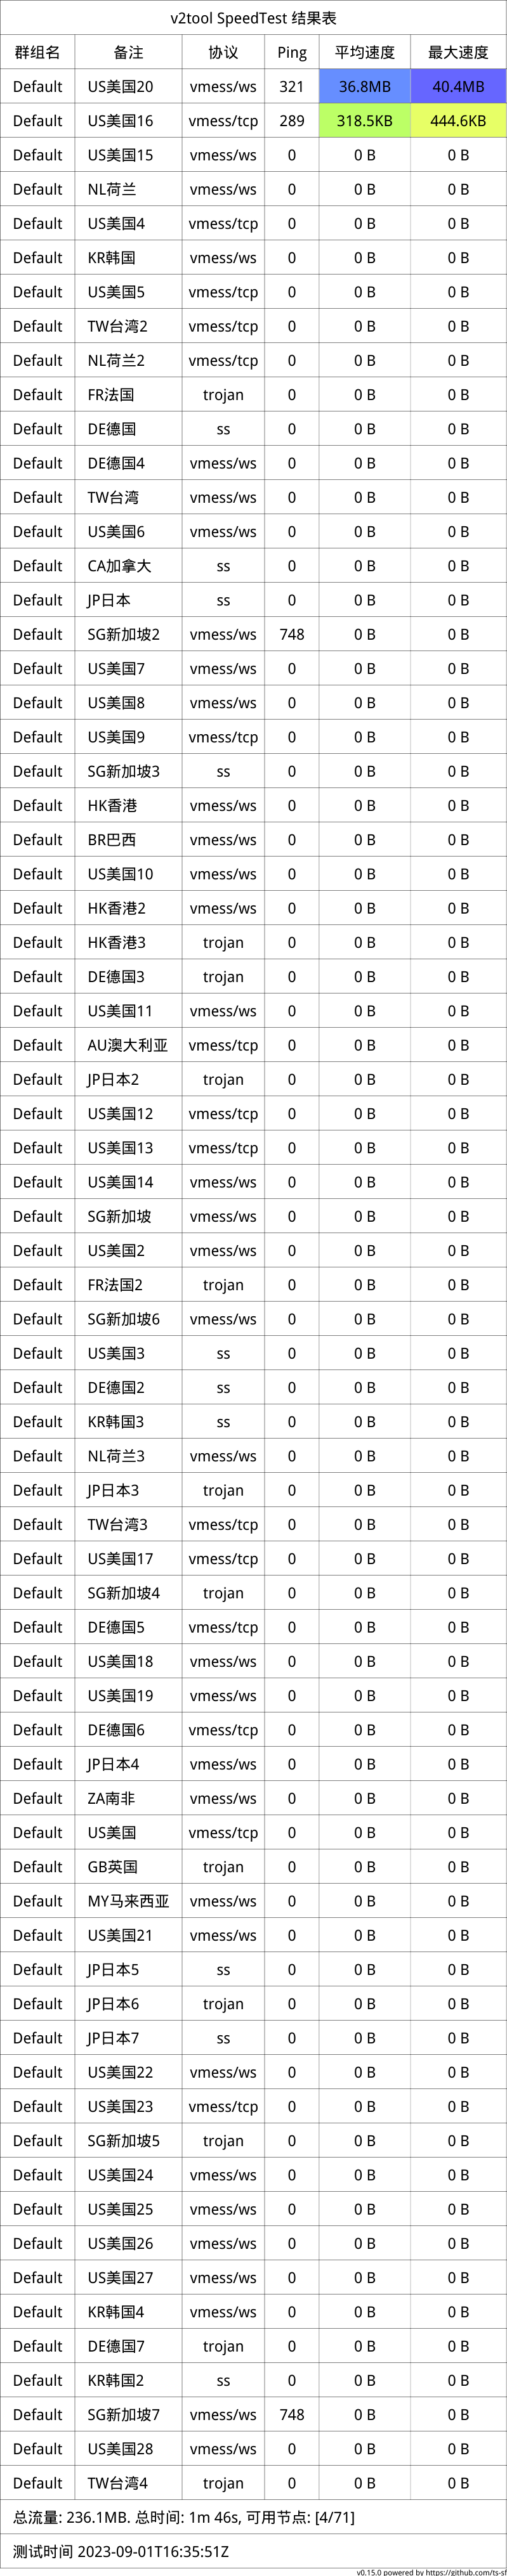 v2tool SpeedTest 结果表
群组名 备注 协议 Ping 平均速度 最大速度
Default US美国20 vmess/ws 321 36.8MB 40.4MB
Default US美国16 vmess/tcp 289 318.5KB 444.6KB
Default US美国15 vmess/ws 0 0 B 0 B
Default NL荷兰 vmess/ws 0 0 B 0 B
Default US美国4 vmess/tcp 0 0 B 0 B
Default KR韩国 vmess/ws 0 0 B 0 B
Default US美国5 vmess/tcp 0 0 B 0 B
Default TW台湾2 vmess/tcp 0 0 B 0 B
Default NL荷兰2 vmess/tcp 0 0 B 0 B
Default FR法国 trojan 0 0 B 0 B
Default DE德国 ss 0 0 B 0 B
Default DE德国4 vmess/ws 0 0 B 0 B
Default TW台湾 vmess/ws 0 0 B 0 B
Default US美国6 vmess/ws 0 0 B 0 B
Default CA加拿大 ss 0 0 B 0 B
Default JP日本 ss 0 0 B 0 B
Default SG新加坡2 vmess/ws 748 0 B 0 B
Default US美国7 vmess/ws 0 0 B 0 B
Default US美国8 vmess/ws 0 0 B 0 B
Default US美国9 vmess/tcp 0 0 B 0 B
Default SG新加坡3 ss 0 0 B 0 B
Default HK香港 vmess/ws 0 0 B 0 B
Default BR巴西 vmess/ws 0 0 B 0 B
Default US美国10 vmess/ws 0 0 B 0 B
Default HK香港2 vmess/ws 0 0 B 0 B
Default HK香港3 trojan 0 0 B 0 B
Default DE德国3 trojan 0 0 B 0 B
Default US美国11 vmess/ws 0 0 B 0 B
Default AU澳大利亚 vmess/tcp 0 0 B 0 B
Default JP日本2 trojan 0 0 B 0 B
Default US美国12 vmess/tcp 0 0 B 0 B
Default US美国13 vmess/tcp 0 0 B 0 B
Default US美国14 vmess/ws 0 0 B 0 B
Default SG新加坡 vmess/ws 0 0 B 0 B
Default US美国2 vmess/ws 0 0 B 0 B
Default FR法国2 trojan 0 0 B 0 B
Default SG新加坡6 vmess/ws 0 0 B 0 B
Default US美国3 ss 0 0 B 0 B
Default DE德国2 ss 0 0 B 0 B
Default KR韩国3 ss 0 0 B 0 B
Default NL荷兰3 vmess/ws 0 0 B 0 B
Default JP日本3 trojan 0 0 B 0 B
Default TW台湾3 vmess/tcp 0 0 B 0 B
Default US美国17 vmess/tcp 0 0 B 0 B
Default SG新加坡4 trojan 0 0 B 0 B
Default DE德国5 vmess/tcp 0 0 B 0 B
Default US美国18 vmess/ws 0 0 B 0 B
Default US美国19 vmess/ws 0 0 B 0 B
Default DE德国6 vmess/tcp 0 0 B 0 B
Default JP日本4 vmess/ws 0 0 B 0 B
Default ZA南非 vmess/ws 0 0 B 0 B
Default US美国 vmess/tcp 0 0 B 0 B
Default GB英国 trojan 0 0 B 0 B
Default MY马来西亚 vmess/ws 0 0 B 0 B
Default US美国21 vmess/ws 0 0 B 0 B
Default JP日本5 ss 0 0 B 0 B
Default JP日本6 trojan 0 0 B 0 B
Default JP日本7 ss 0 0 B 0 B
Default US美国22 vmess/ws 0 0 B 0 B
Default US美国23 vmess/tcp 0 0 B 0 B
Default SG新加坡5 trojan 0 0 B 0 B
Default US美国24 vmess/ws 0 0 B 0 B
Default US美国25 vmess/ws 0 0 B 0 B
Default US美国26 vmess/ws 0 0 B 0 B
Default US美国27 vmess/ws 0 0 B 0 B
Default KR韩国4 vmess/ws 0 0 B 0 B
Default DE德国7 trojan 0 0 B 0 B
Default KR韩国2 ss 0 0 B 0 B
Default SG新加坡7 vmess/ws 748 0 B 0 B
Default US美国28 vmess/ws 0 0 B 0 B
Default TW台湾4 trojan 0 0 B 0 B
总流量: 236.1MB. 总时间: 1m 46s, 可用节点: [4/71]
测试时间 2023-09-01T16:35:51Z
v0.15.0 powered by https://github.com/ts-sf